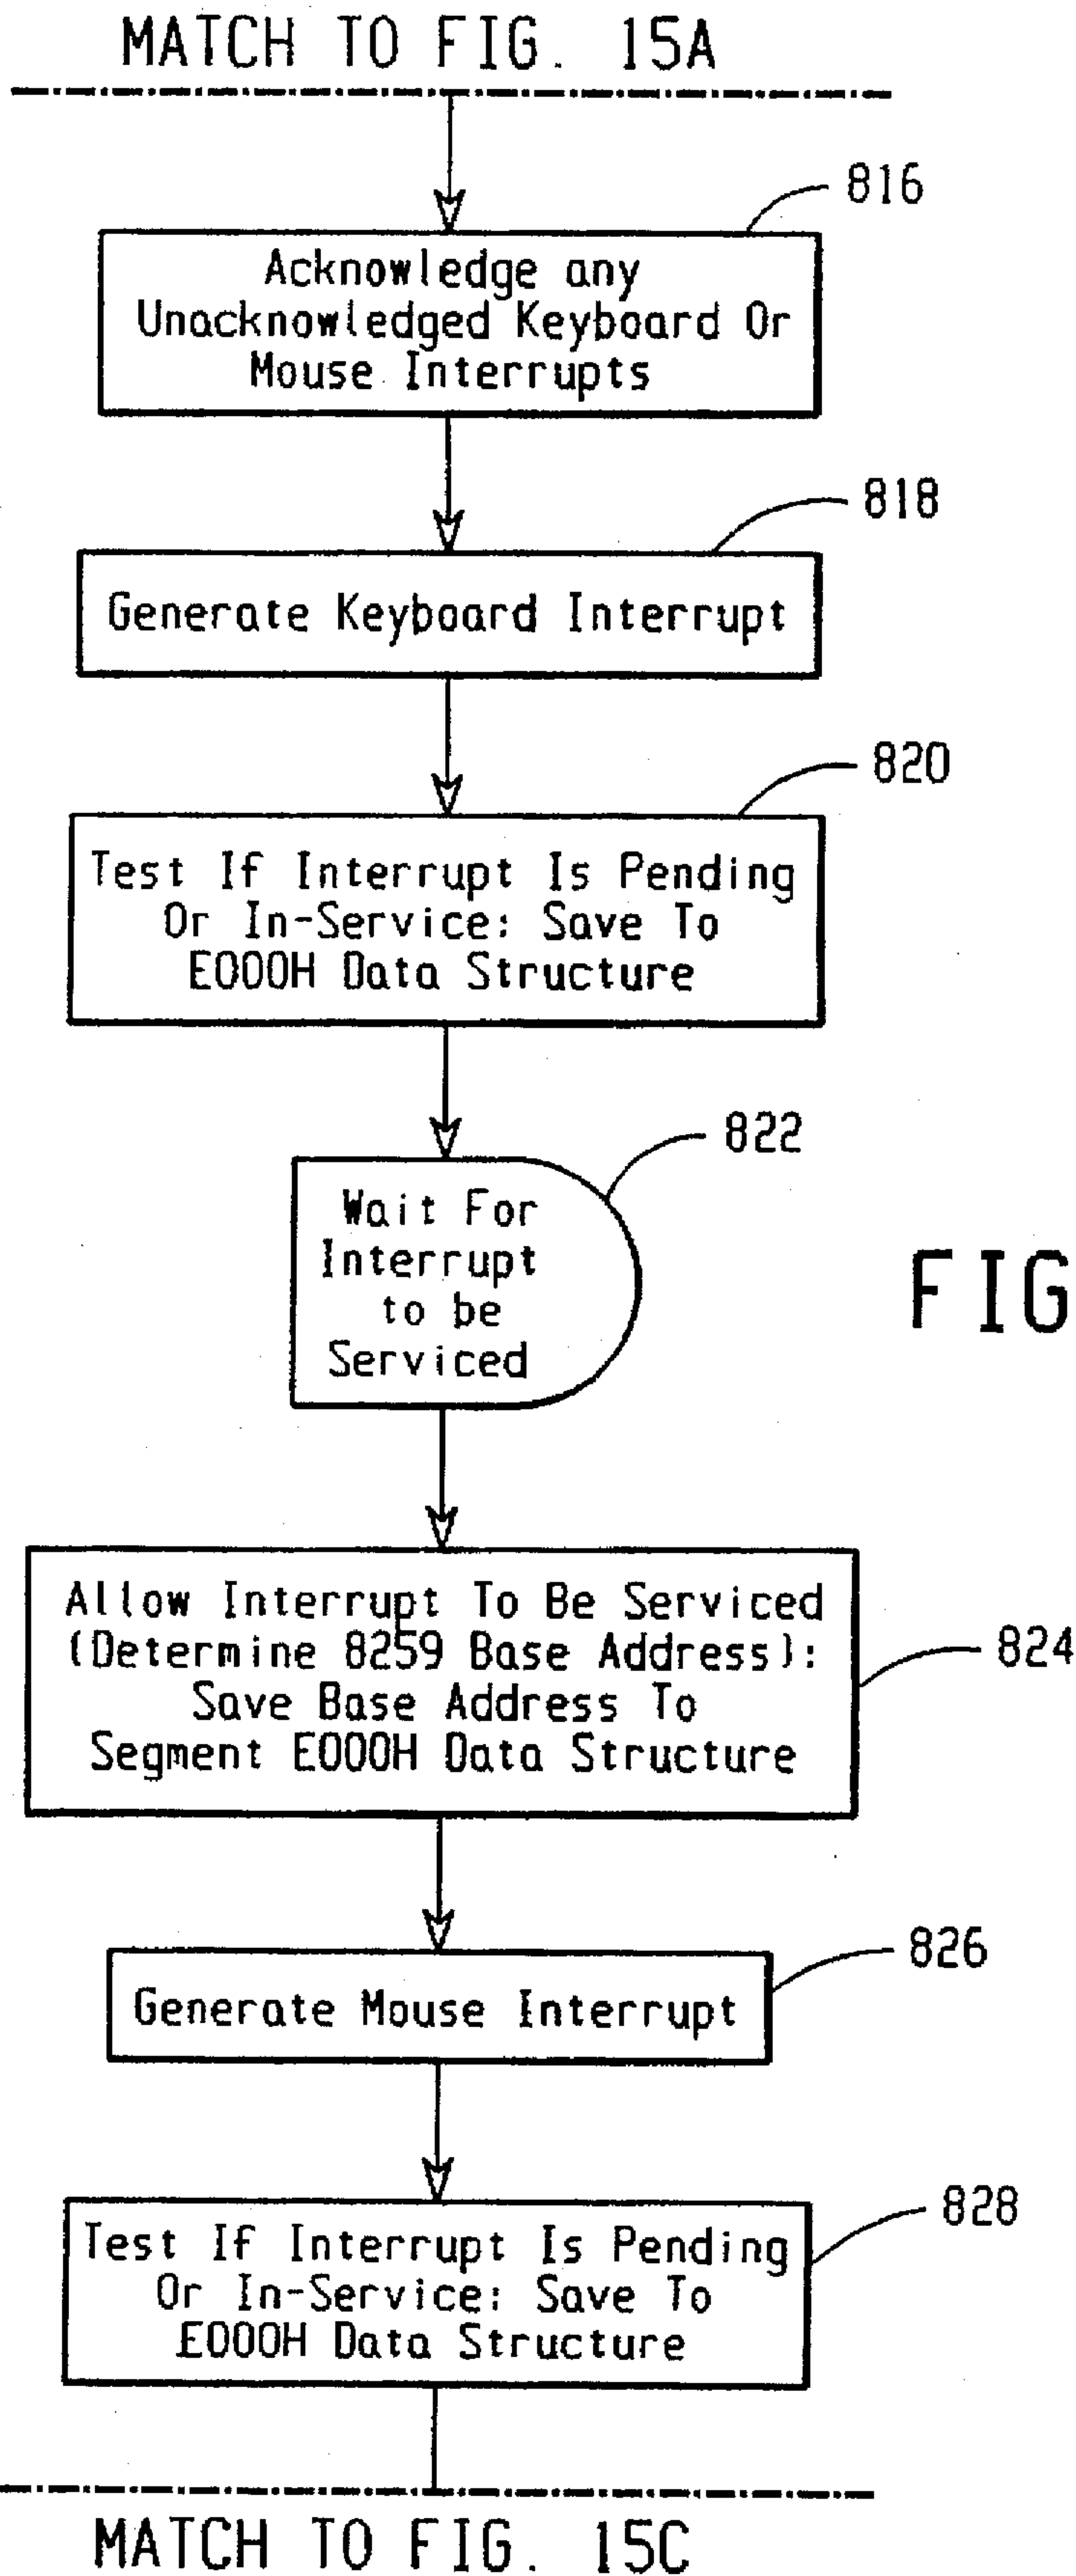 MATCH TO FIG. 15A
816
Acknowledge any
Unacknowledged Keyboard Or
Mouse Interrupts
818
Generate Keyboard Interrupt
820
Test If Interrupt Is Pending
Or In-Service: Save To
E000H Data Structure
822
Wait For
Interrupt
to be
Serviced
FIG
Allow Interrupt To Be Serviced
(Determine 8259 Base Address):
Save Base Address To
Segment E000H Data Structure
824
826
Generate Mouse Interrupt
828
Test If Interrupt Is Pending
Or In-Service: Save To
E000H Data Structure
MATCH TO FIG. 15C